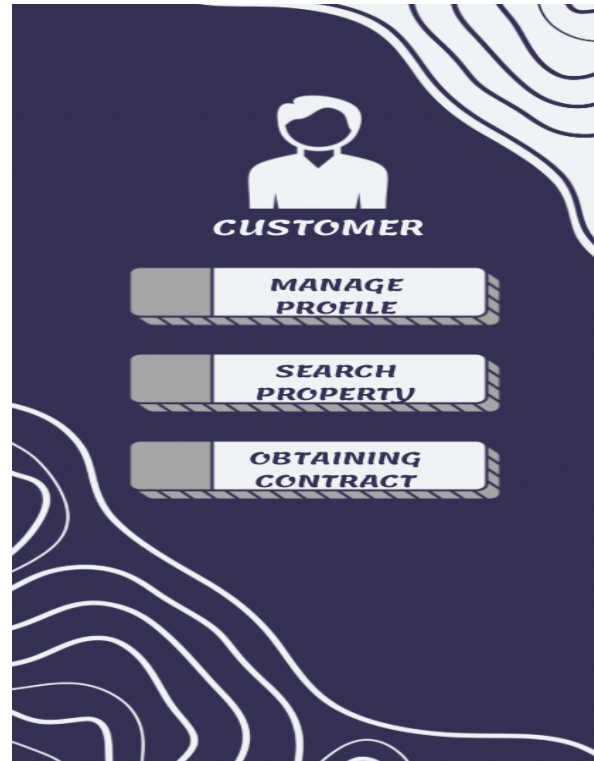 CUSTOMER
MANAGE
PROFILE
SEARCH
PROPERTY
OBTAINING
CONTRACT